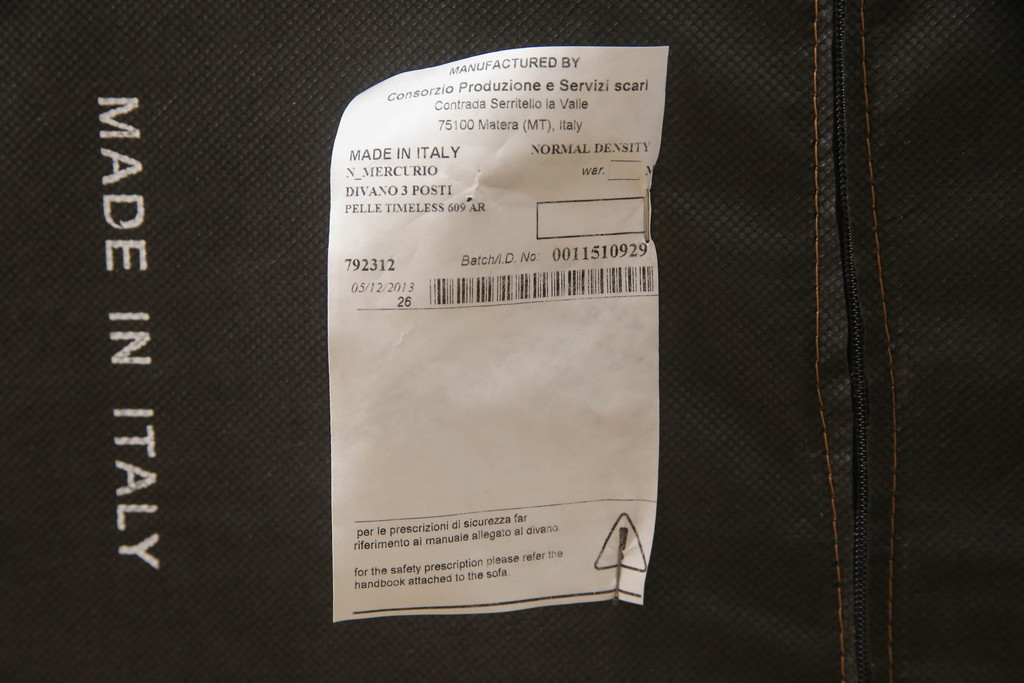 MADE IN ITALY
MANUFACTURED BY
Consorzio Produzione e Servizi scarl
Contrada Serritello la Valle
75100 Matera (MT), Italy
MADE IN ITALY
NORMAL DENSITY
N_MERCURIO
war.
DIVANO 3 POSTI
PELLE TIMELESS 609 AR
792312
Batch/I.D. No: 0011510929
05/12/2013
26
per le prescrizioni di sicurezza far
riferimento al manuale allegato al divano.
for the safety prescription please refer the
handbook attached to the sofa.